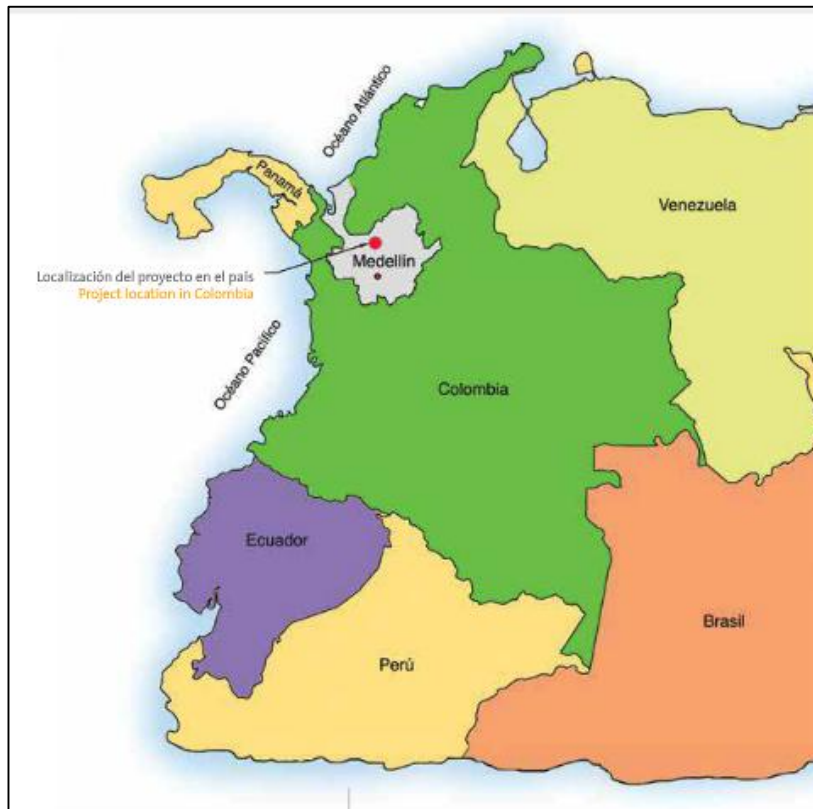 Océano Atlántico
Panamá
Venezuela
Localización del proyecto en el país
Project location in Colombia
Medellín
Océano Pacífico
Colombia
Ecuador
Brasil
Perú